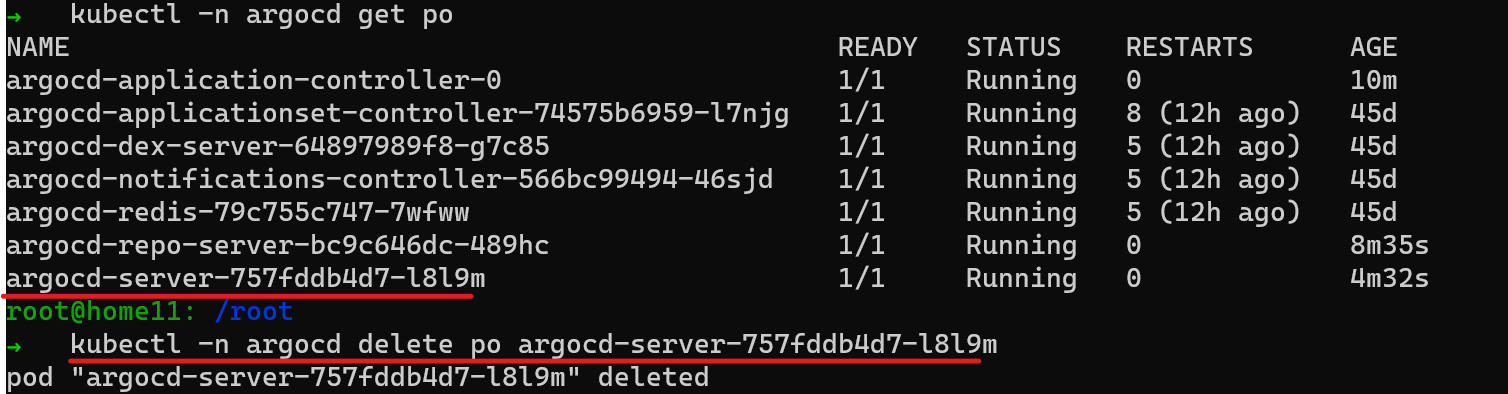 → kubectl -n argocd get po
NAME READY STATUS RESTARTS AGE
argocd-application-controller-0 1/1 Running 0 10m
argocd-applicationset-controller-74575b6959-l7njg 1/1 Running 8 (12h ago) 45d
argocd-dex-server-64897989f8-g7c85 1/1 Running 5 (12h ago) 45d
argocd-notifications-controller-566bc99494-46sjd 1/1 Running 5 (12h ago) 45d
argocd-redis-79c755c747-7wfww 1/1 Running 5 (12h ago) 45d
argocd-repo-server-bc9c646dc-489hc 1/1 Running 0 8m35s
argocd-server-757fddb4d7-l8l9m 1/1 Running 0 4m32s
root@home11: /root
→ kubectl -n argocd delete po argocd-server-757fddb4d7-l8l9m
pod "argocd-server-757fddb4d7-l8l9m" deleted